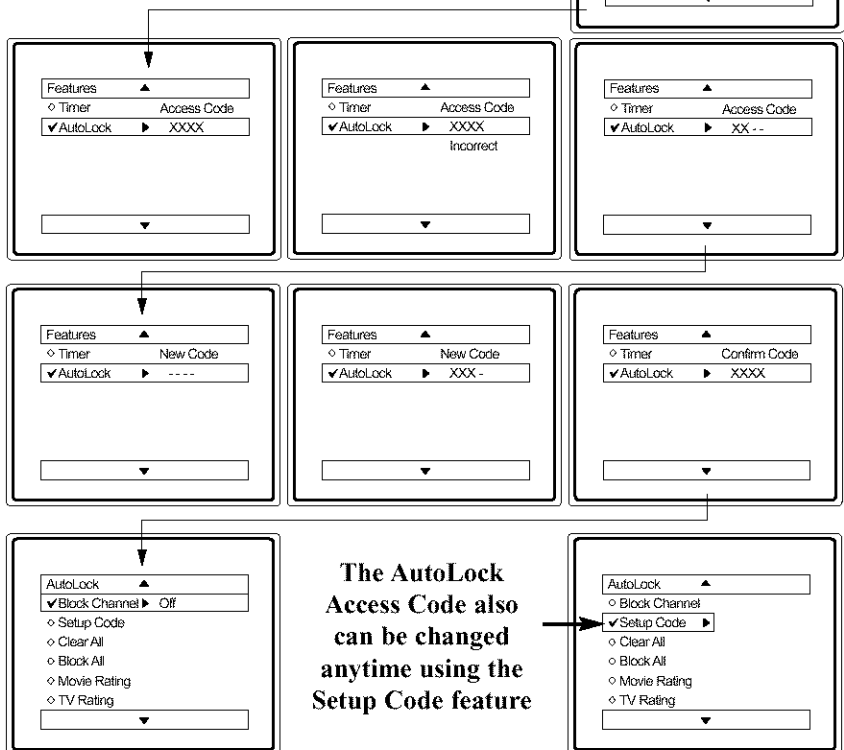 Features ▲
◇ Timer Access Code
✔AutoLock ▶ XXXX
▼
Features ▲
◇ Timer Access Code
✔AutoLock ▶ XXXX
Incorrect
▼
Features ▲
◇ Timer Access Code
✔AutoLock ▶ XX - -
▼
Features ▲
◇ Timer New Code
✔AutoLock ▶ - - - -
▼
Features ▲
◇ Timer New Code
✔AutoLock ▶ XXX -
▼
Features ▲
◇ Timer Confirm Code
✔AutoLock ▶ XXXX
▼
AutoLock ▲
✔Block Channel ▶ Off
◇ Setup Code
◇ Clear All
◇ Block All
◇ Movie Rating
◇ TV Rating
▼
The AutoLock
Access Code also
can be changed
anytime using the
Setup Code feature
AutoLock ▲
◇ Block Channel
✔Setup Code ▶
◇ Clear All
◇ Block All
◇ Movie Rating
◇ TV Rating
▼